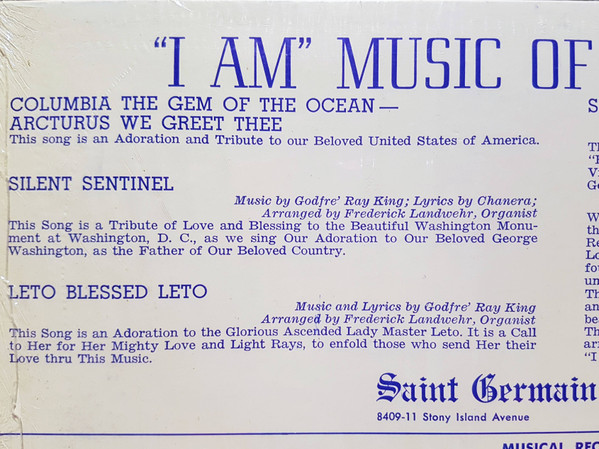 "I AM" MUSIC OF
COLUMBIA THE GEM OF THE OCEAN—
ARCTURUS WE GREET THEE
This song is an Adoration and Tribute to our Beloved United States of America.
SILENT SENTINEL
Music by Godfre' Ray King; Lyrics by Chanera;
Arranged by Frederick Landwehr, Organist
This Song is a Tribute of Love and Blessing to the Beautiful Washington Monu-
ment at Washington, D. C., as we sing Our Adoration to Our Beloved George
Washington, as the Father of Our Beloved Country.
LETO BLESSED LETO
Music and Lyrics by Godfre' Ray King
Arranged by Frederick Landwehr, Organist
This Song is an Adoration to the Glorious Ascended Lady Master Leto. It is a Call
to Her for Her Mighty Love and Light Rays, to enfold those who send Her their
Love thru This Music.
Saint Germain
8409-11 Stony Island Avenue
MUSICAL REC